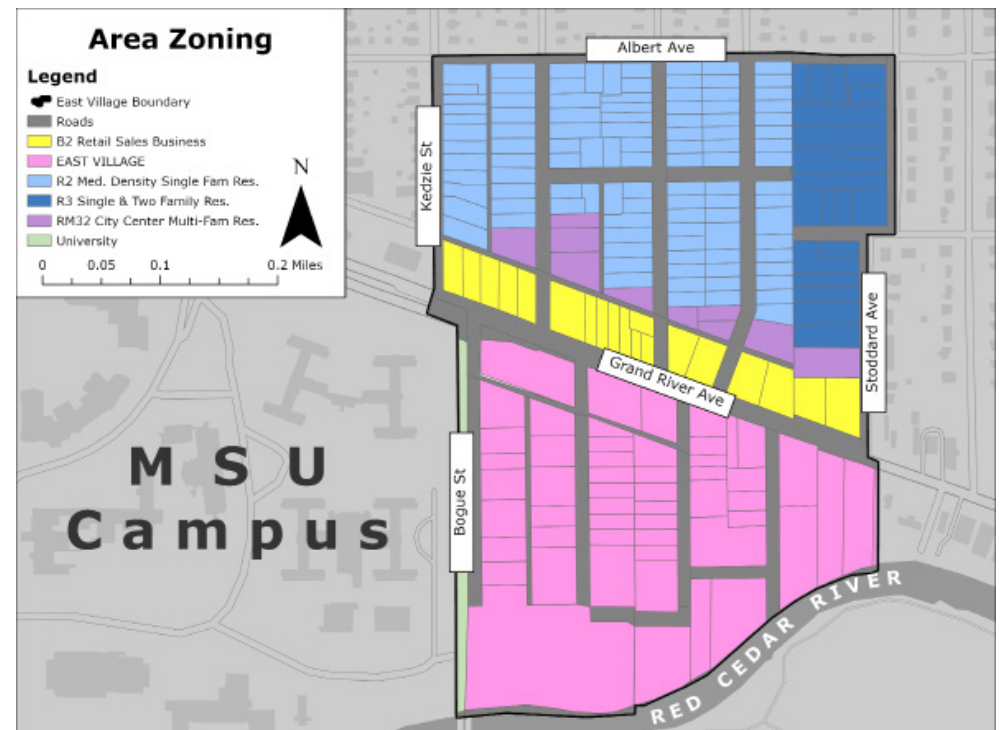 Area Zoning
Legend
East Village Boundary
Roads
B2 Retail Sales Business
EAST VILLAGE
R2 Med. Density Single Fam Res.
R3 Single & Two Family Res.
RM32 City Center Multi-Fam Res.
University
N
0 0.05 0.1 0.2 Miles
Albert Ave
Kedzie St
Stoddard Ave
Grand River Ave
Bogue St
MSU
Campus
RED CEDAR RIVER